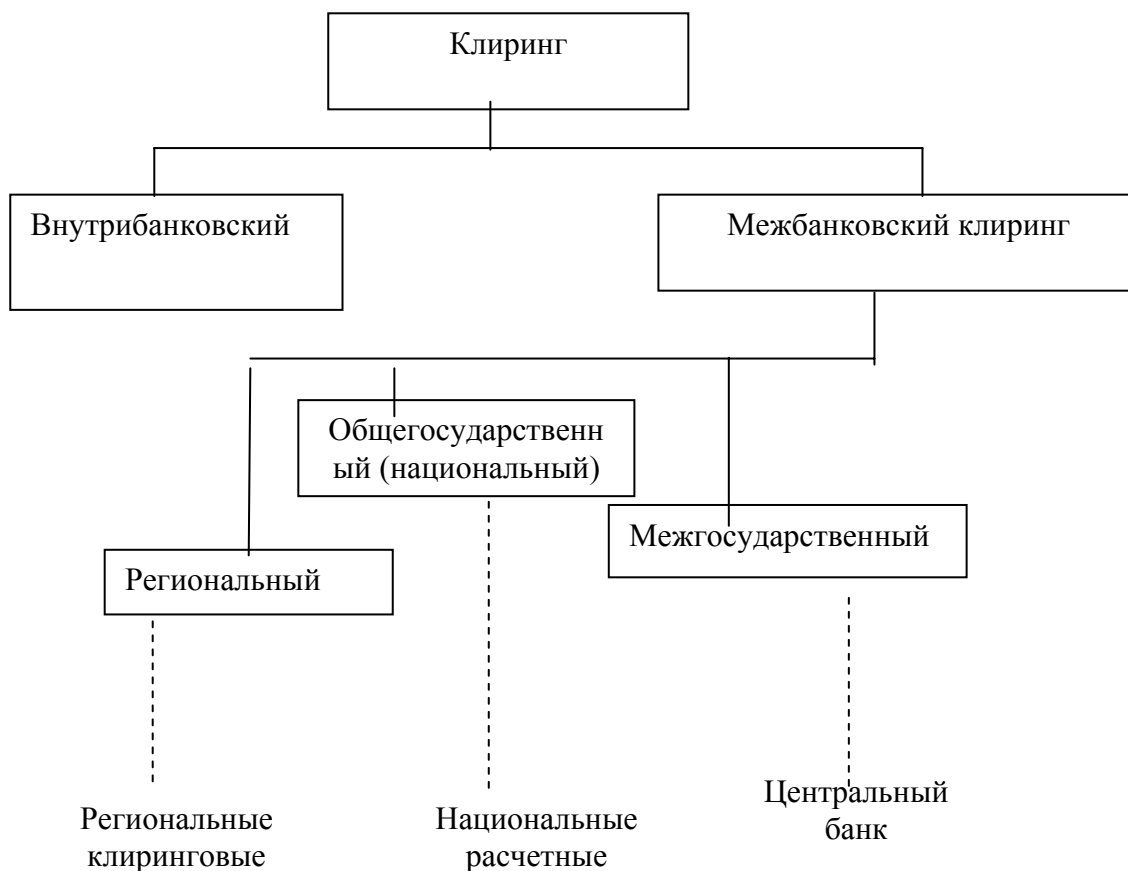 Клиринг
Внутрибанковский
Межбанковский клиринг
Общегосударственн
ый (национальный)
Межгосударственный
Региональный
Региональные
клиринговые
Национальные
расчетные
Центральный
банк